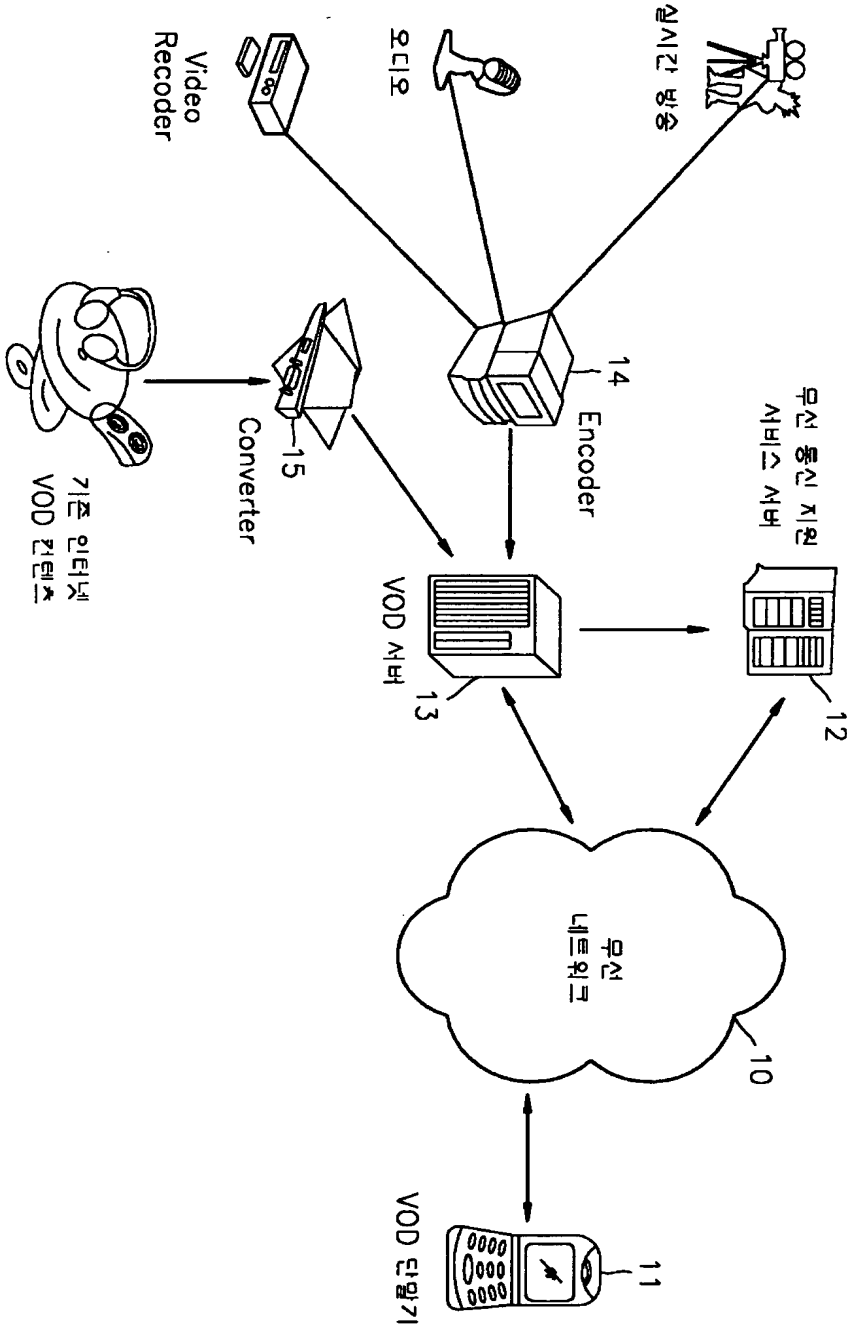 실시간 방송
오디오
Video
Recoder
14
Encoder
15
Converter
기존 인터넷
VOD 컨텐츠
무선 통신 지원
서비스 서버
12
VOD 서버
13
무선
네트워크
10
VOD 단말기
11